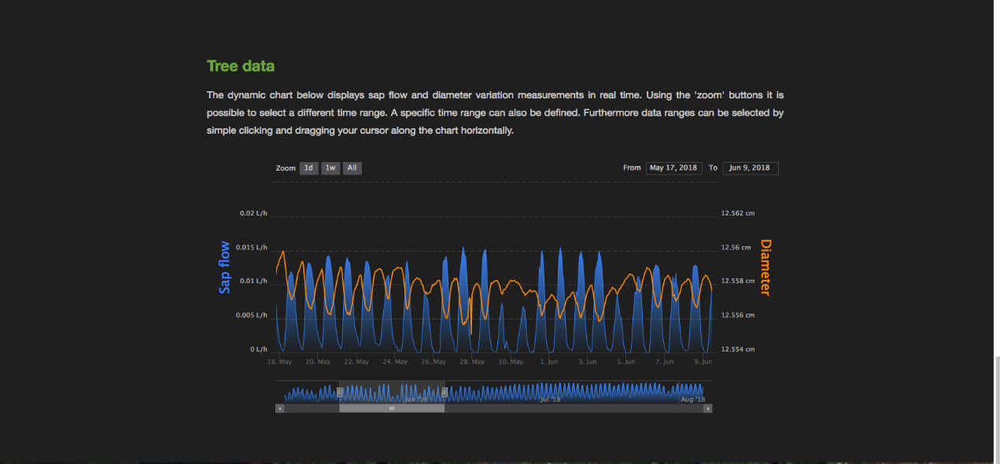 Tree data
The dynamic chart below displays sap flow and diameter variation measurements in real time. Using the 'zoom' buttons it is
possible to select a different time range. A specific time range can also be defined. Furthermore data ranges can be selected by
simple clicking and dragging your cursor along the chart horizontally.
Zoom 1d 1w All From May 17, 2018 To Jun 9, 2018
0.02 L/h 12.562 cm
0.015 L/h 12.56 cm
Sap flow
Diameter
0.01 L/h 12.558 cm
0.005 L/h 12.556 cm
0 L/h 12.554 cm
18. May 20. May 22. May 24. May 26. May 28. May 30. May 1. Jun 3. Jun 5. Jun 7. Jun 9. Jun
Jun '18 Jul '18 Aug '18